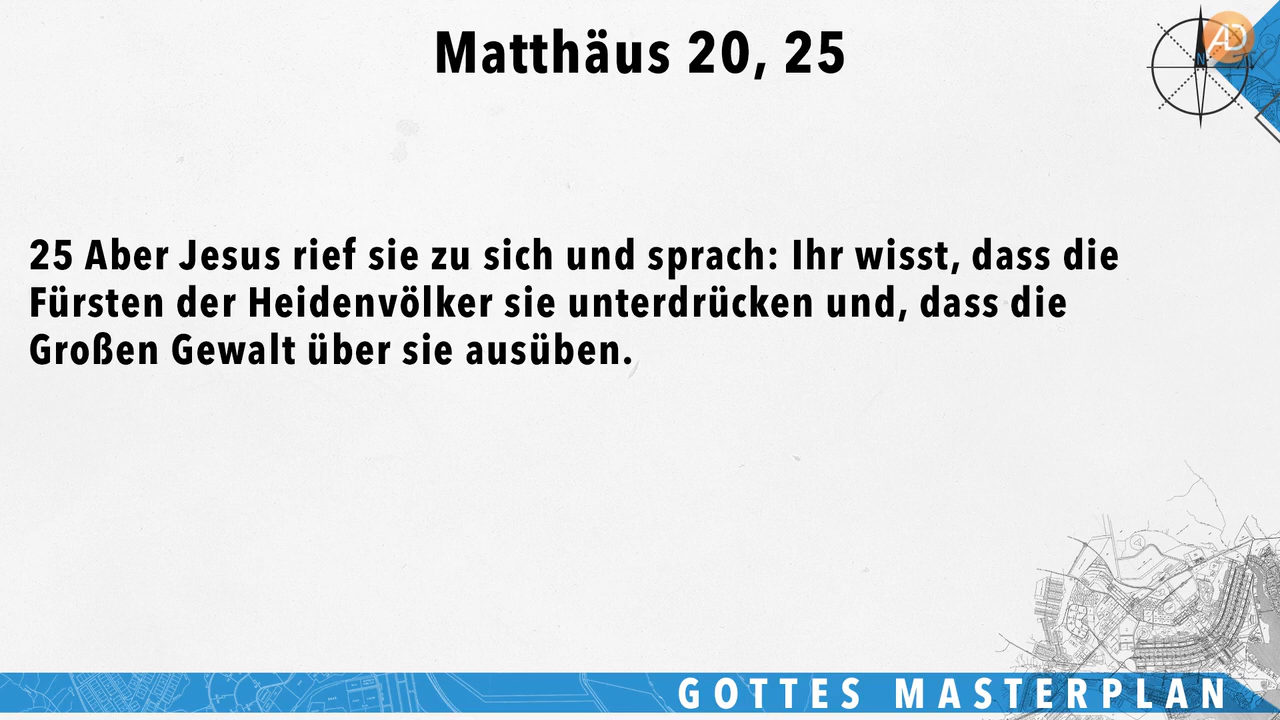 Matthäus 20, 25
AD
N
25 Aber Jesus rief sie zu sich und sprach: Ihr wisst, dass die
Fürsten der Heidenvölker sie unterdrücken und, dass die
Großen Gewalt über sie ausüben.
GOTTES MASTERPLAN